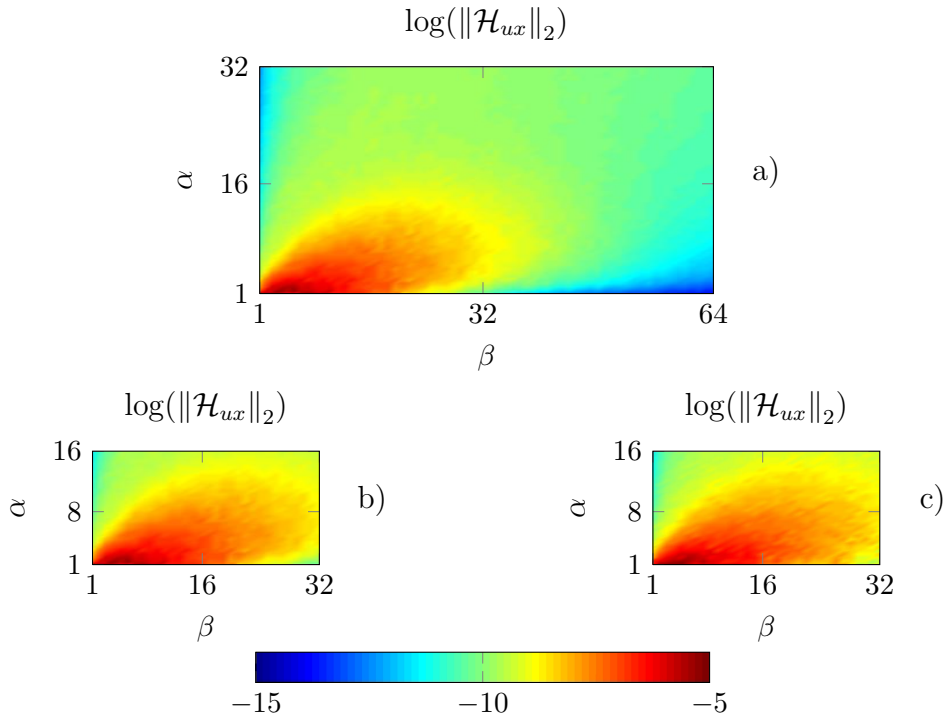 log(‖ℋ_{ux}‖₂)
32
α
16
a)
1
1 32 64
β
log(‖ℋ_{ux}‖₂) log(‖ℋ_{ux}‖₂)
16 16
α 8 b) α 8 c)
1 1
1 16 32 1 16 32
β β
−15 −10 −5